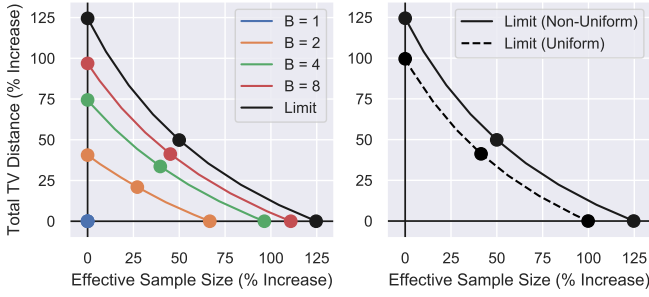 Total TV Distance (% Increase)
125
100
75
50
25
0
0
25
50
75
100
125
Effective Sample Size (% Increase)
B = 1
B = 2
B = 4
B = 8
Limit
125
100
75
50
25
0
0
25
50
75
100
125
Effective Sample Size (% Increase)
Limit (Non-Uniform)
Limit (Uniform)